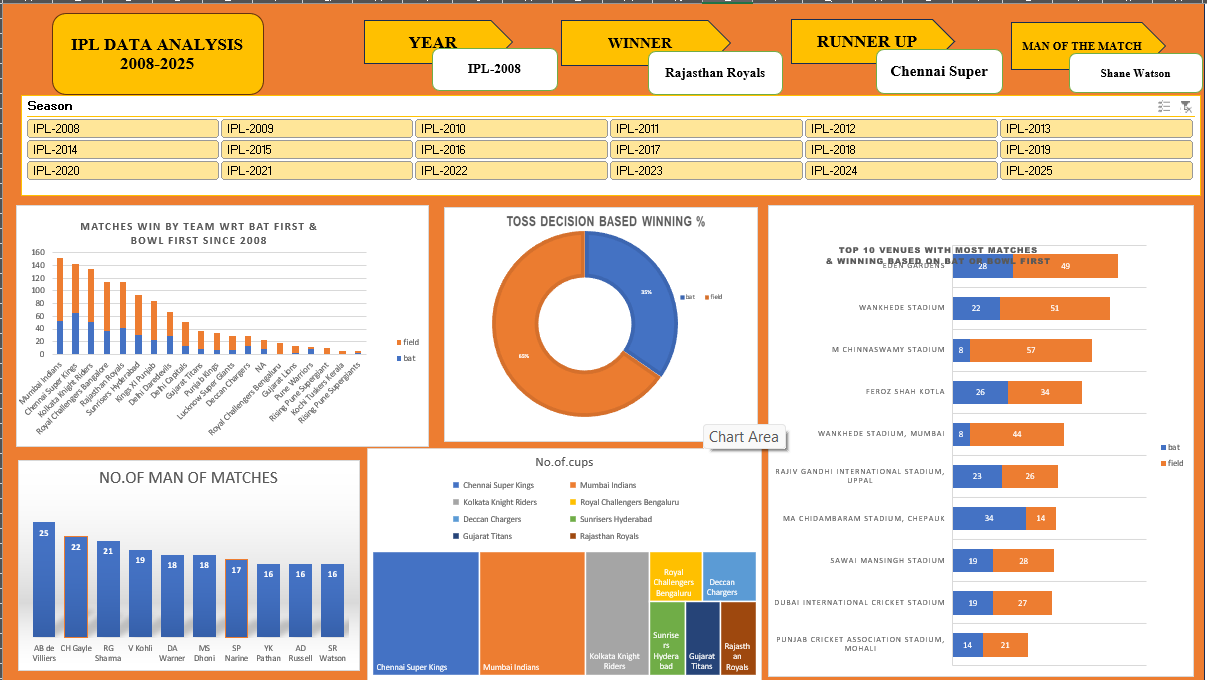 IPL DATA ANALYSIS
2008-2025
YEAR
IPL-2008
WINNER
Rajasthan Royals
RUNNER UP
Chennai Super
MAN OF THE MATCH
Shane Watson
Season
IPL-2008 IPL-2009 IPL-2010 IPL-2011 IPL-2012 IPL-2013
IPL-2014 IPL-2015 IPL-2016 IPL-2017 IPL-2018 IPL-2019
IPL-2020 IPL-2021 IPL-2022 IPL-2023 IPL-2024 IPL-2025
MATCHES WIN BY TEAM WRT BAT FIRST &
BOWL FIRST SINCE 2008
160
140
120
100
80
60
40
20
0
Mumbai Indians
Chennai Super Kings
Kolkata Knight Riders
Royal Challengers Bangalore
Rajasthan Royals
Sunrisers Hyderabad
Kings XI Punjab
Delhi Daredevils
Delhi Capitals
Gujarat Titans
Punjab Kings
Lucknow Super Giants
Deccan Chargers
NA
Royal Challengers Bengaluru
Gujarat Lions
Pune Warriors
Rising Pune Supergiant
Kochi Tuskers Kerala
Rising Pune Supergiants
field
bat
TOSS DECISION BASED WINNING %
35%
65%
bat field
Chart Area
TOP 10 VENUES WITH MOST MATCHES
& WINNING BASED ON BAT OR BOWL FIRST
EDEN GARDENS 28 49
WANKHEDE STADIUM 22 51
M CHINNASWAMY STADIUM 8 57
FEROZ SHAH KOTLA 26 34
WANKHEDE STADIUM, MUMBAI 8 44
RAJIV GANDHI INTERNATIONAL STADIUM,
UPPAL 23 26
MA CHIDAMBARAM STADIUM, CHEPAUK 34 14
SAWAI MANSINGH STADIUM 19 28
DUBAI INTERNATIONAL CRICKET STADIUM 19 27
PUNJAB CRICKET ASSOCIATION STADIUM,
MOHALI 14 21
bat
field
NO.OF MAN OF MATCHES
25 22 21 19 18 18 17 16 16 16
AB de
Villiers
CH Gayle
RG
Sharma
V Kohli
DA
Warner
MS
Dhoni
SP
Narine
YK
Pathan
AD
Russell
SR
Watson
No.of.cups
Chennai Super Kings Mumbai Indians
Kolkata Knight Riders Royal Challengers Bengaluru
Deccan Chargers Sunrisers Hyderabad
Gujarat Titans Rajasthan Royals
Chennai Super Kings
Mumbai Indians
Kolkata Knight
Riders
Royal
Challengers
Bengaluru
Deccan
Chargers
Sunrise
rs
Hydera
bad
Gujarat
Titans
Rajasth
an
Royals